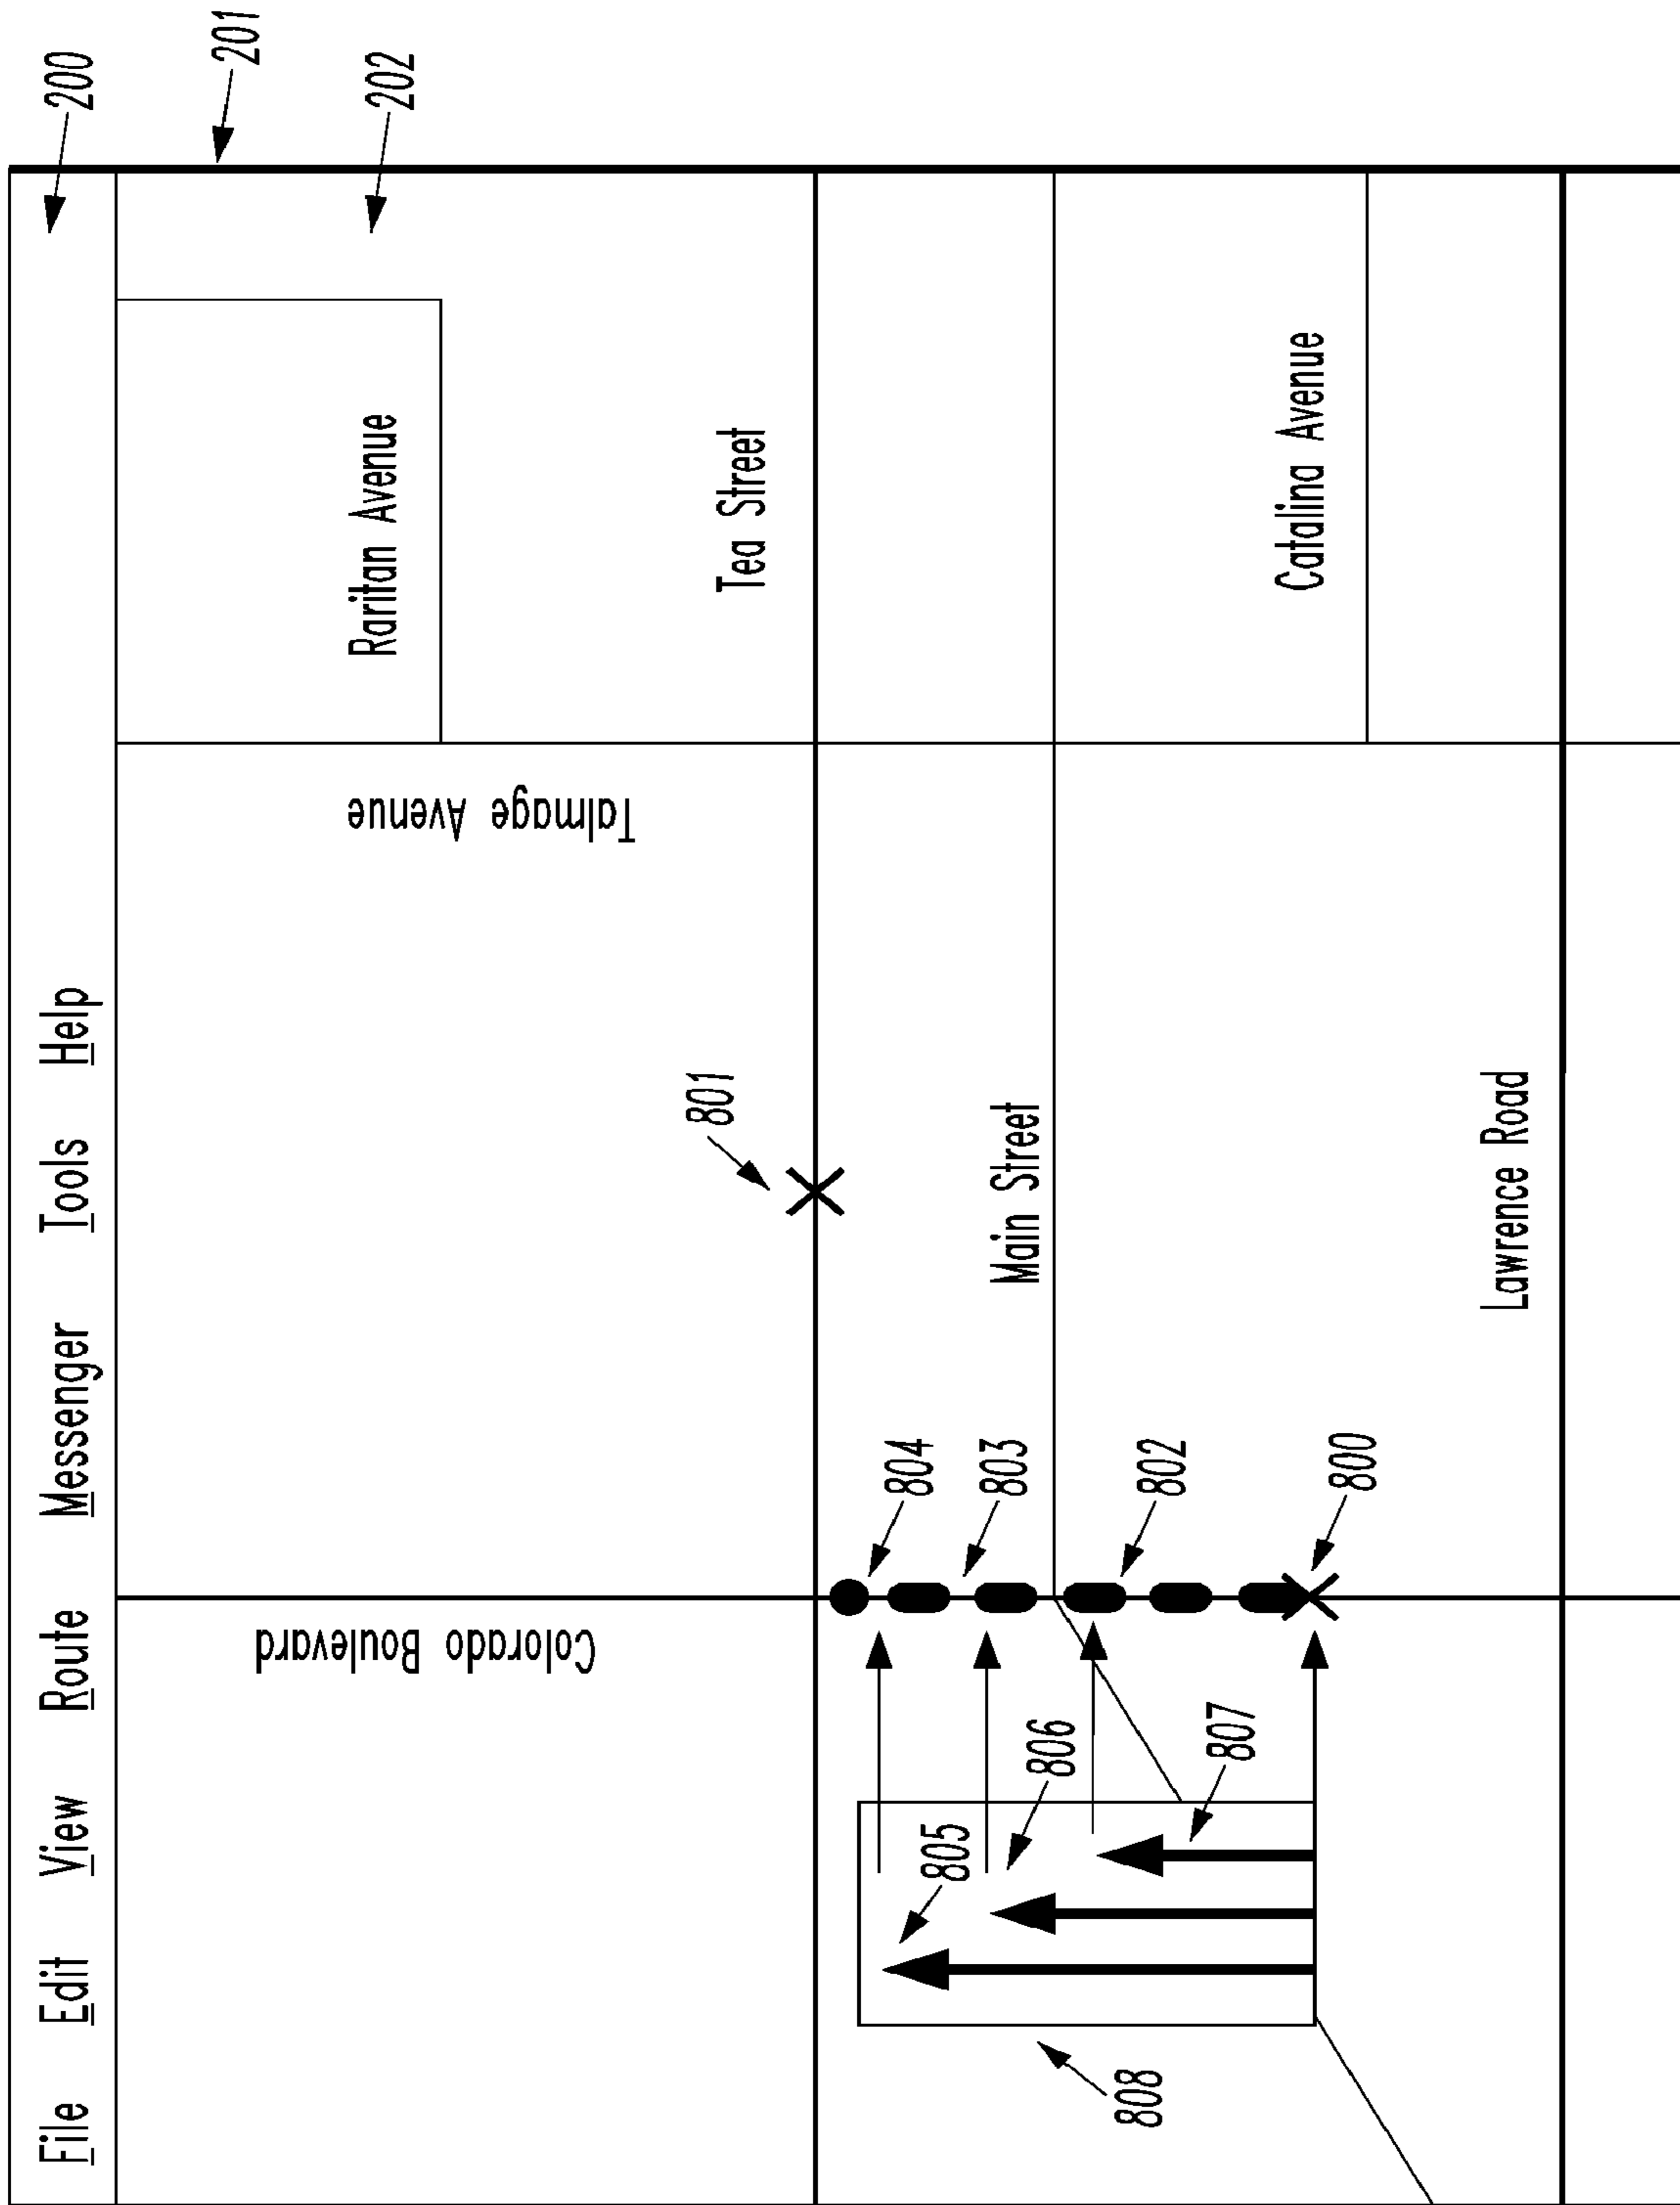 File Edit View Route Messenger Tools Help
200
201
202
Colorado Boulevard
Talmage Avenue
Raritan Avenue
801
Tea Street
804
803
805
806
Main Street
802
807
808
800
Catalina Avenue
Lawrence Road